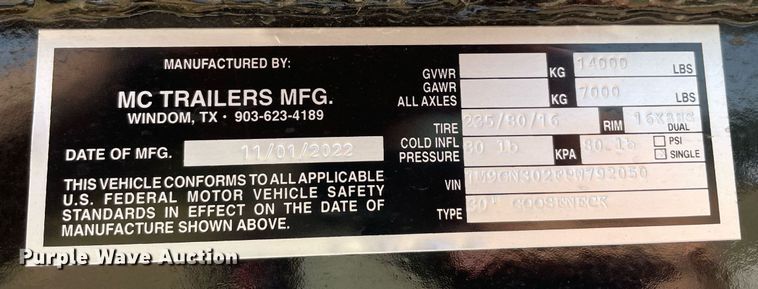 MANUFACTURED BY:
MC TRAILERS MFG.
WINDOM, TX • 903-623-4189
DATE OF MFG. 11/01/2022
THIS VEHICLE CONFORMS TO ALL APPLICABLE
U.S. FEDERAL MOTOR VEHICLE SAFETY
STANDARDS IN EFFECT ON THE DATE OF
MANUFACTURE SHOWN ABOVE.
GVWR KG 14000 LBS
GAWR
ALL AXLES KG 7000 LBS
TIRE 235/80/16 RIM
DUAL
COLD INFL
PRESSURE 80 lb KPA 80 lb PSI
SINGLE
VIN
TYPE 30" GOOSENECK
Purple Wave Auction